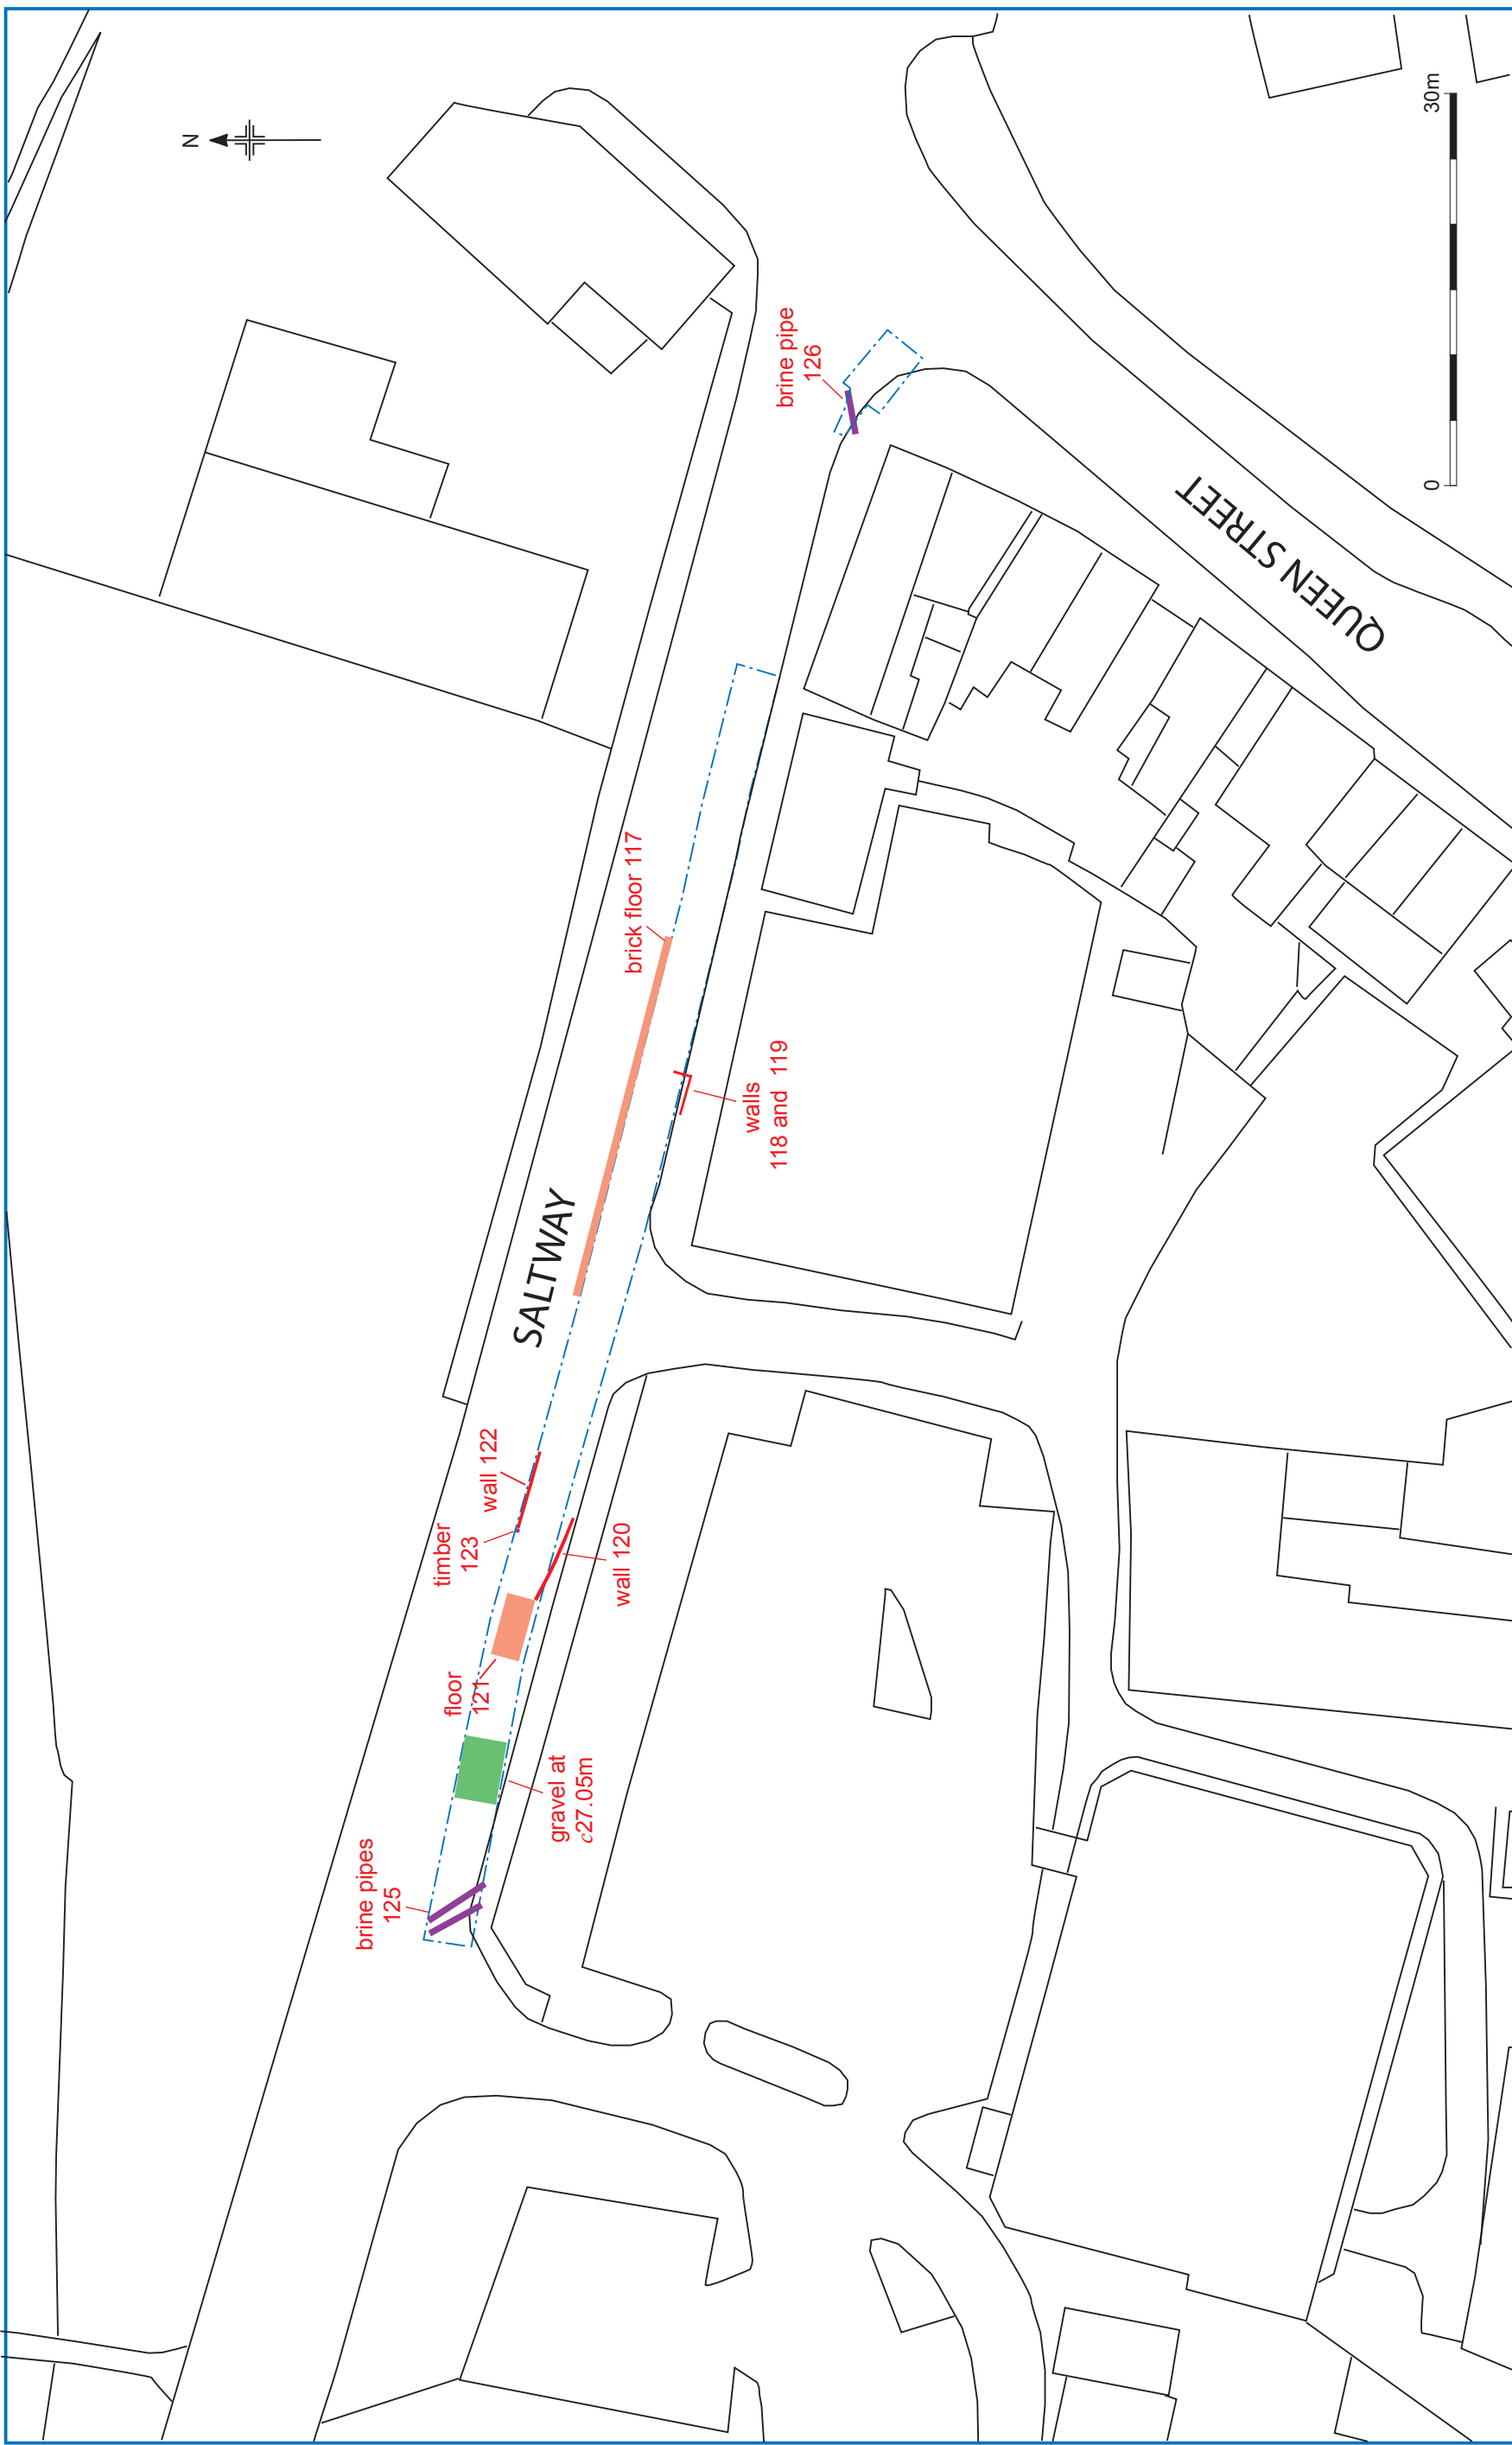 N
30m
0
QUEEN STREET
SALTWAY
brine pipe
126
brick floor 117
walls
118 and 119
wall 122
timber
123
wall 120
floor
121
gravel at
c27.05m
brine pipes
125